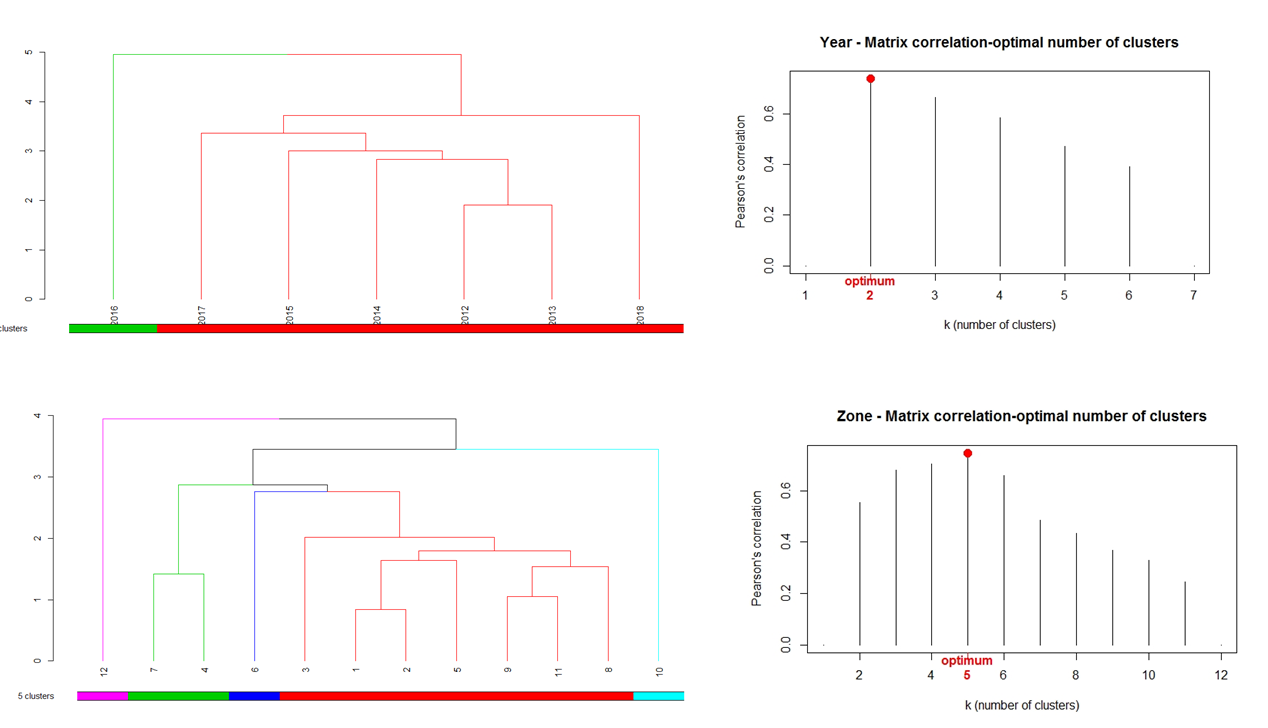 Year - Matrix correlation-optimal number of clusters
5
4
3
2
1
0
2016 2017 2015 2014 2012 2013 2018
clusters
Pearson's correlation
0.6
0.4
0.2
0.0
optimum
1 2 3 4 5 6 7
k (number of clusters)
Zone - Matrix correlation-optimal number of clusters
4
3
2
1
0
12 7 4 6 3 1 2 5 9 11 8 10
5 clusters
Pearson's correlation
0.6
0.4
0.2
0.0
optimum
2 4 5 6 8 10 12
k (number of clusters)